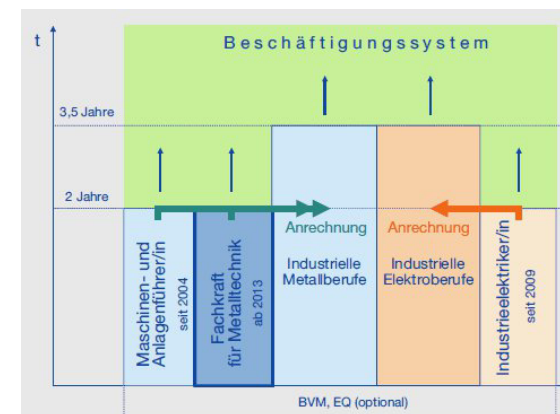 t
Beschäftigungssystem
3,5 Jahre
2 Jahre
Anrechnung
Anrechnung
Maschinen- und
Anlagenführer/in
seit 2004
Fachkraft
für Metalltechnik
ab 2013
Industrielle
Metallberufe
Industrielle
Elektroberufe
Industrieelektriker/in
seit 2009
BVM, EQ (optional)